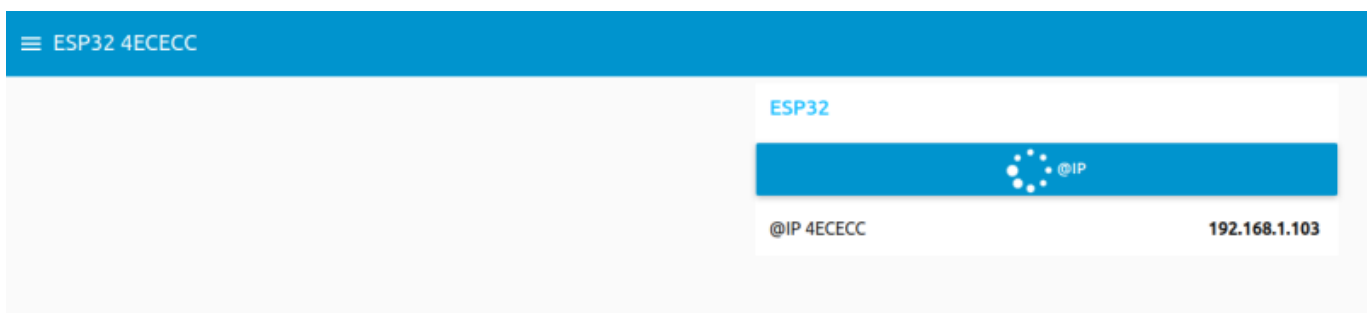 ESP32 4ECECC
ESP32
@IP
@IP 4ECECC 192.168.1.103